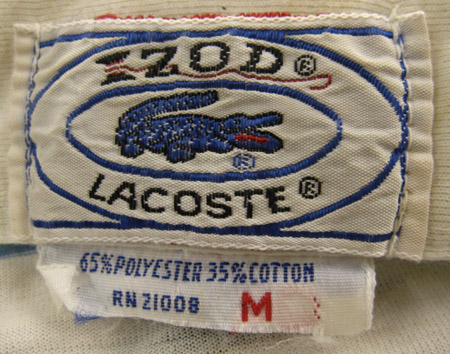 IZOD®
®
LACOSTE®
65% POLYESTER 35% COTTON
RN 21008 M